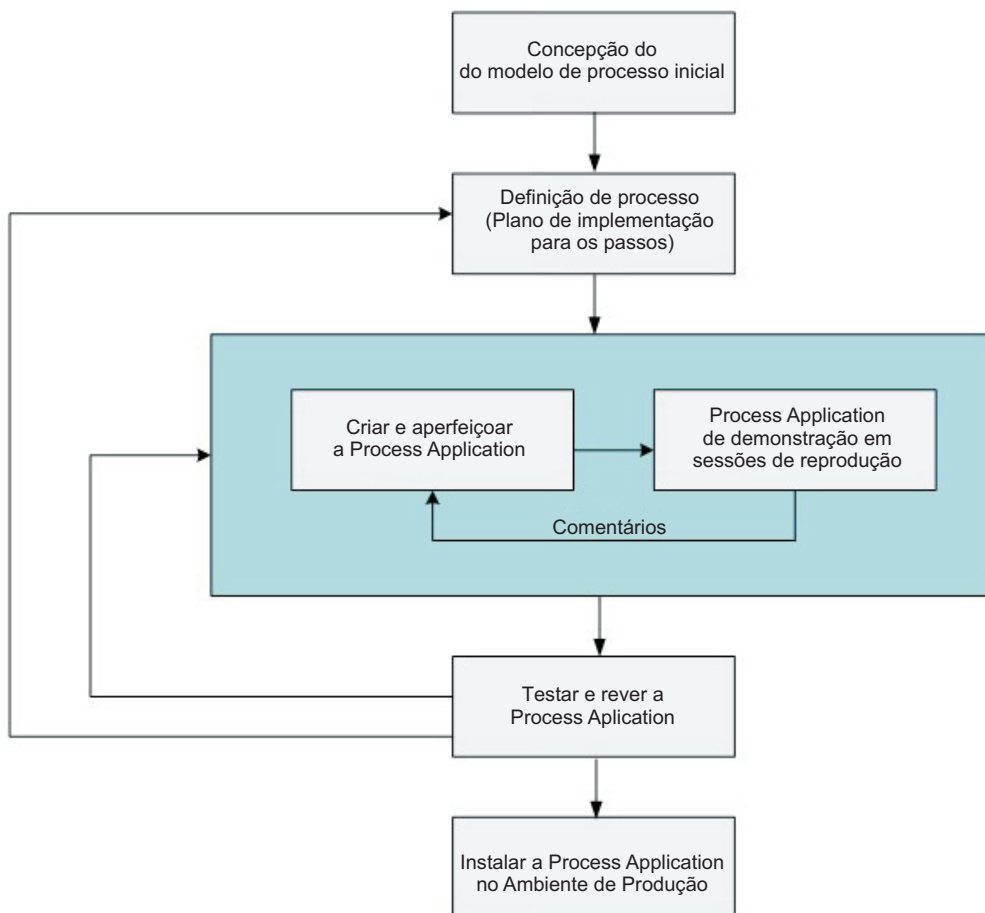 Concepção do
do modelo de processo inicial
Definição de processo
(Plano de implementação
para os passos)
Criar e aperfeiçoar
a Process Application
Process Application
de demonstração em
sessões de reprodução
Comentários
Testar e rever a
Process Aplication
Instalar a Process Application
no Ambiente de Produção